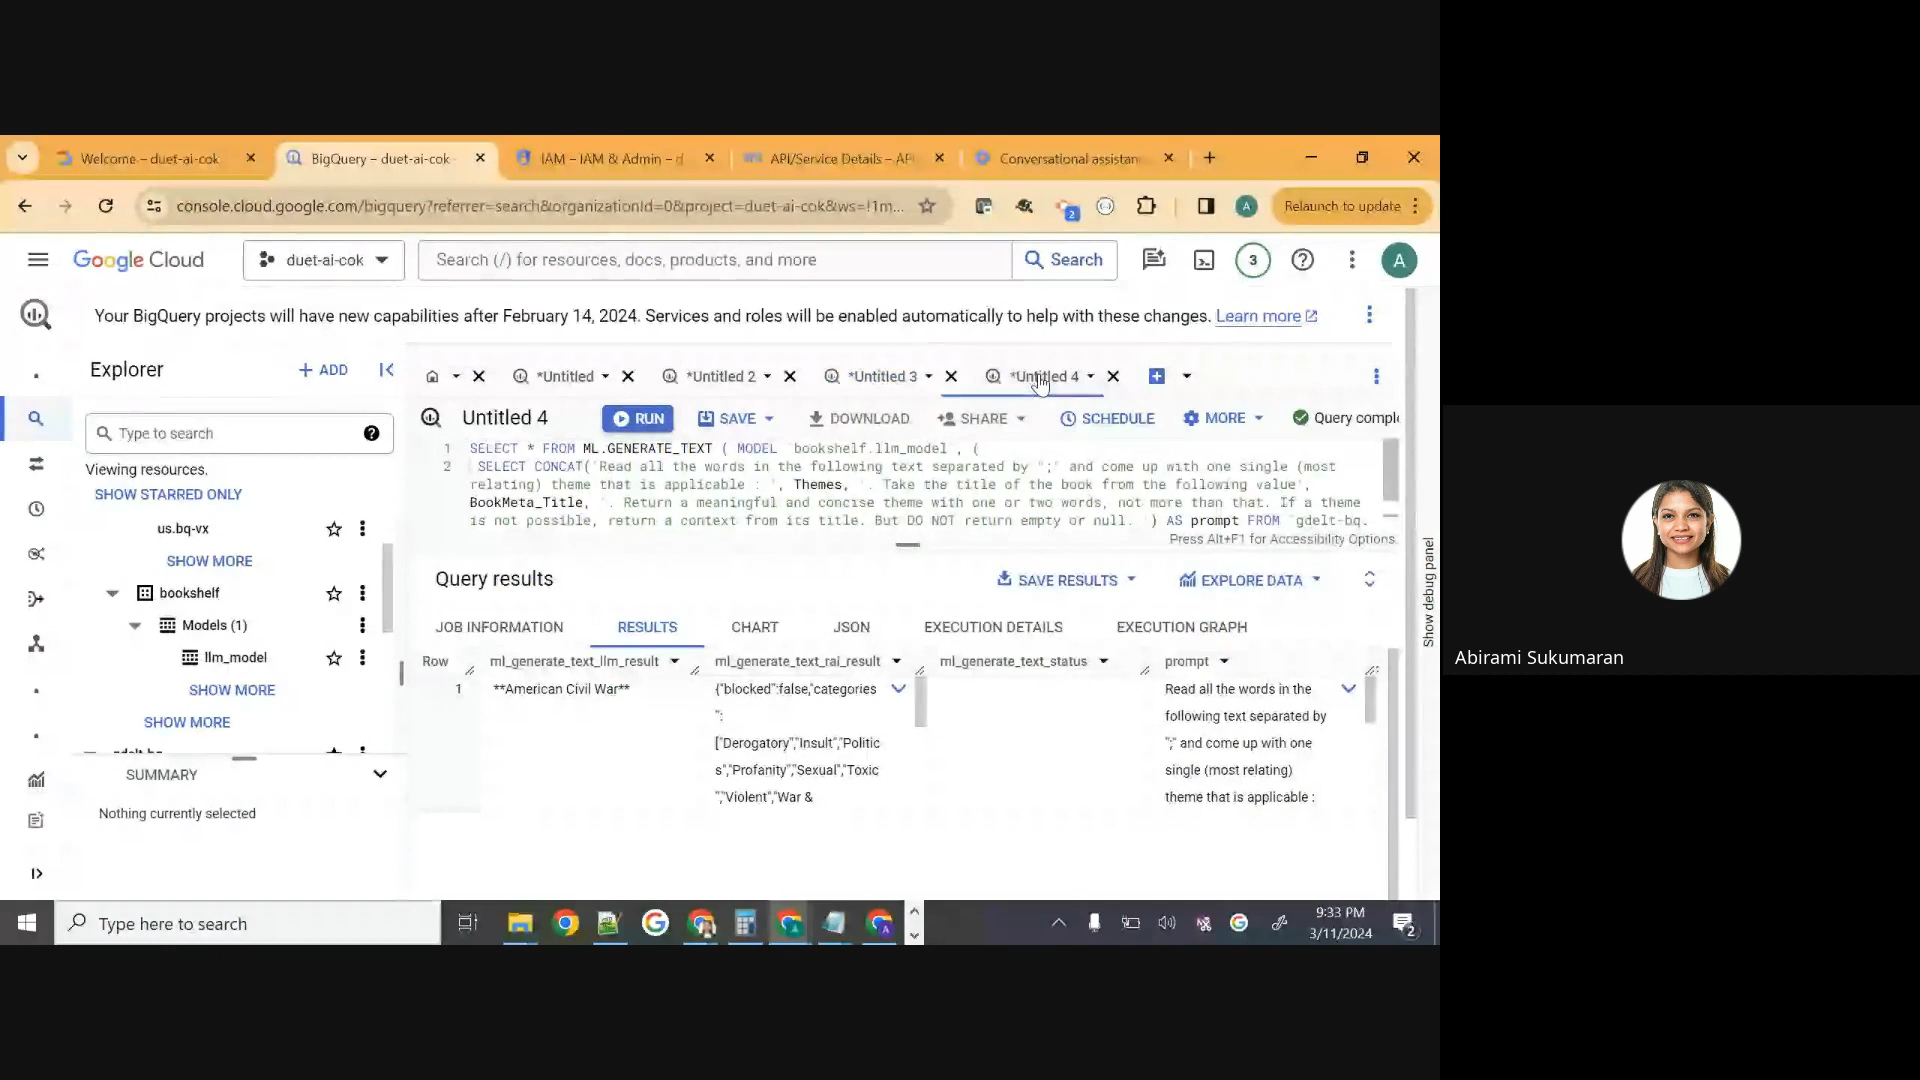 Welcome – duet-ai-cok
BigQuery – duet-ai-cok
IAM – IAM & Admin – d
API/Service Details – API
Conversational assistan
console.cloud.google.com/bigquery?referrer=search&organizationId=0&project=duet-ai-cok&ws=!1m...
2
A
Relaunch to update
Google Cloud
duet-ai-cok
Search (/) for resources, docs, products, and more
Search
3
A
Your BigQuery projects will have new capabilities after February 14, 2024. Services and roles will be enabled automatically to help with these changes. Learn more
Explorer
+ ADD
Type to search
Viewing resources.
SHOW STARRED ONLY
us.bq-vx
SHOW MORE
bookshelf
Models (1)
llm_model
SHOW MORE
SHOW MORE
SUMMARY
Nothing currently selected
*Untitled
*Untitled 2
*Untitled 3
*Untitled 4
Untitled 4
RUN
SAVE
DOWNLOAD
SHARE
SCHEDULE
MORE
Query comple
1 SELECT * FROM ML.GENERATE_TEXT ( MODEL `bookshelf.llm_model`, (
2 SELECT CONCAT('Read all the words in the following text separated by ";" and come up with one single (most
relating) theme that is applicable : ', Themes, '. Take the title of the book from the following value',
BookMeta_Title, '. Return a meaningful and concise theme with one or two words, not more than that. If a theme
is not possible, return a context from its title. But DO NOT return empty or null. ') AS prompt FROM `gdelt-bq.
Press Alt+F1 for Accessibility Options.
Query results
SAVE RESULTS
EXPLORE DATA
JOB INFORMATION
RESULTS
CHART
JSON
EXECUTION DETAILS
EXECUTION GRAPH
Row
ml_generate_text_llm_result
ml_generate_text_rai_result
ml_generate_text_status
prompt
1
**American Civil War**
{"blocked":false,"categories
":
["Derogatory","Insult","Politic
s","Profanity","Sexual","Toxic
","Violent","War &
Read all the words in the
following text separated by
";" and come up with one
single (most relating)
theme that is applicable :
Show debug panel
Type here to search
9:33 PM
3/11/2024
2
Abirami Sukumaran